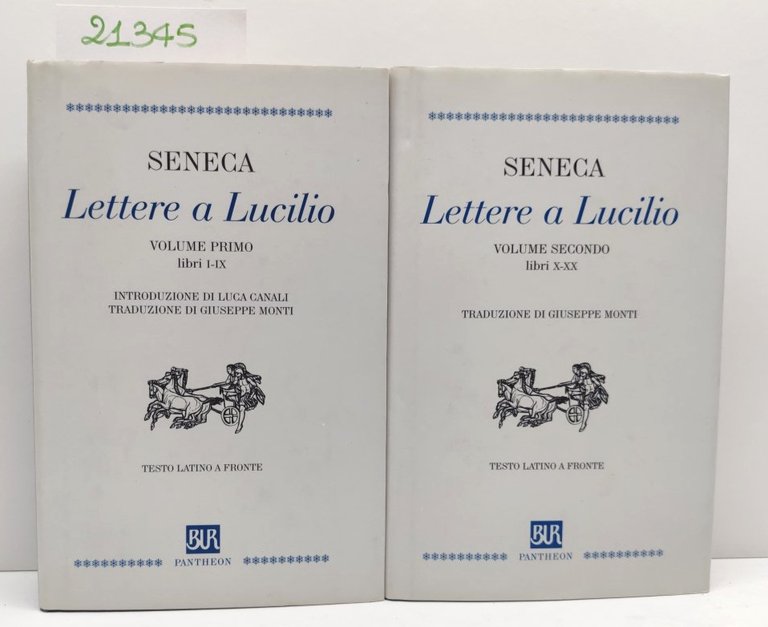 21345
SENECA
Lettere a Lucilio
VOLUME PRIMO
libri I-IX
INTRODUZIONE DI LUCA CANALI
TRADUZIONE DI GIUSEPPE MONTI
TESTO LATINO A FRONTE
BUR
PANTHEON
SENECA
Lettere a Lucilio
VOLUME SECONDO
libri X-XX
TRADUZIONE DI GIUSEPPE MONTI
TESTO LATINO A FRONTE
BUR
PANTHEON